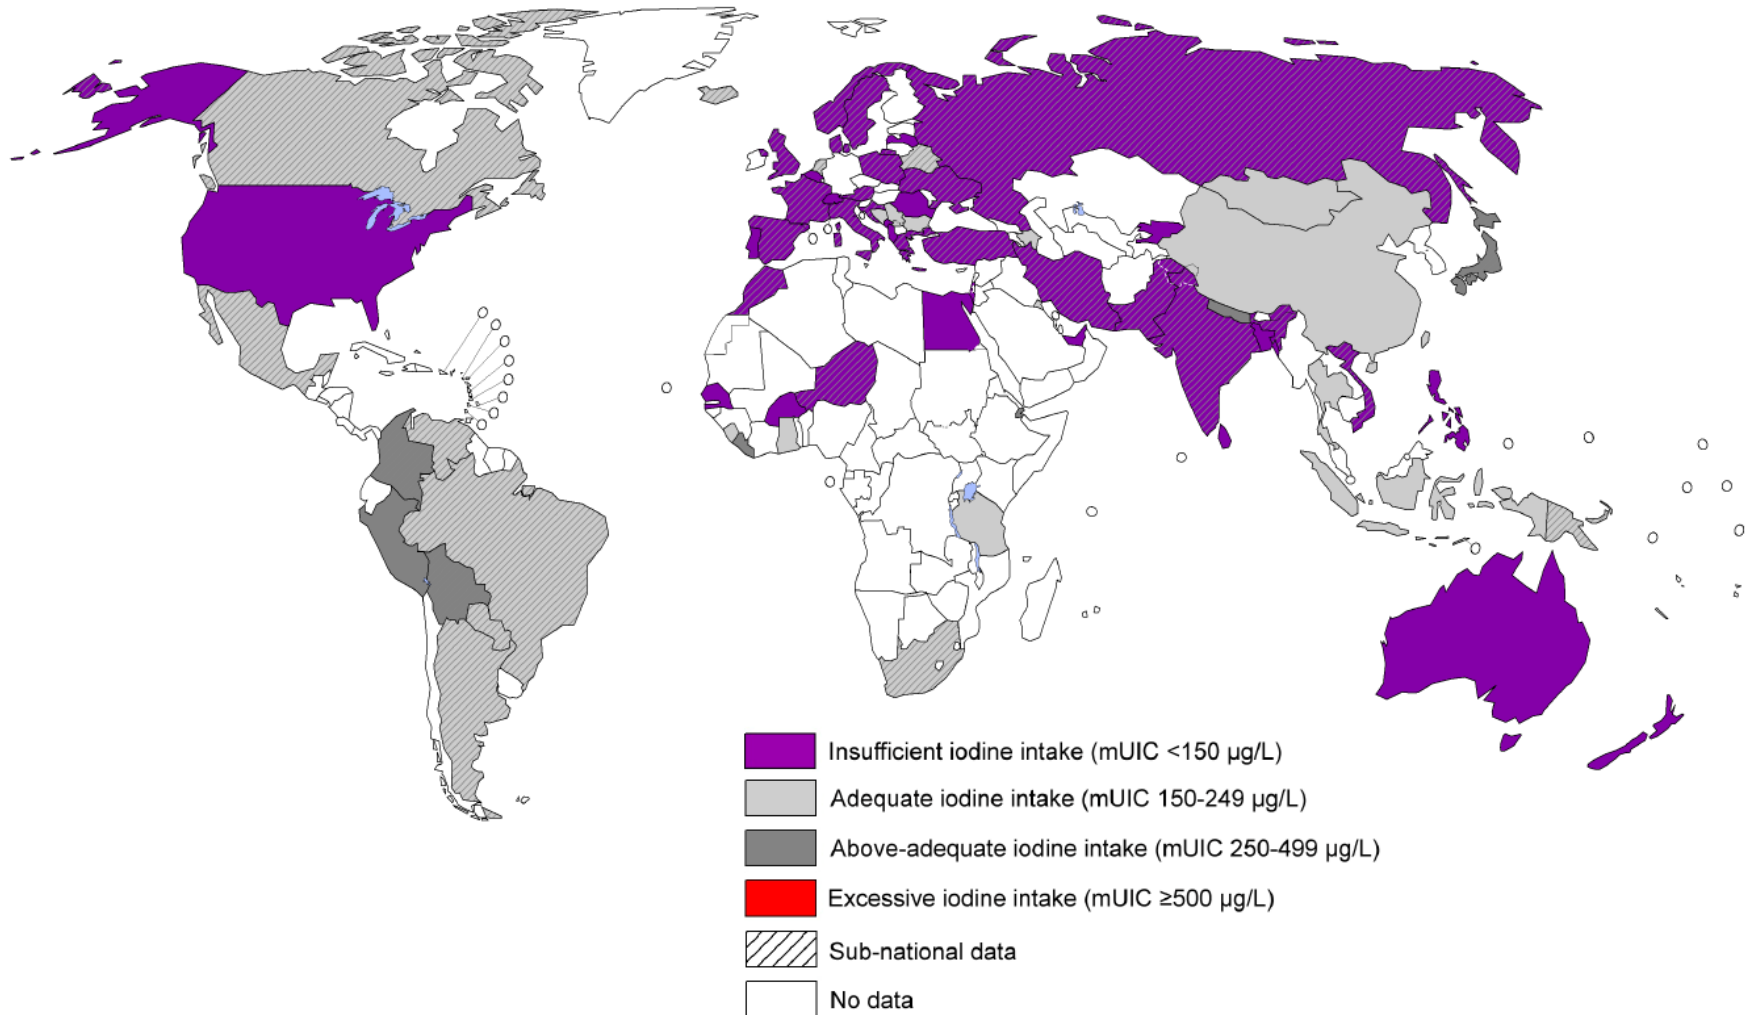 Insufficient iodine intake (mUIC <150 µg/L)
Adequate iodine intake (mUIC 150-249 µg/L)
Above-adequate iodine intake (mUIC 250-499 µg/L)
Excessive iodine intake (mUIC ≥500 µg/L)
Sub-national data
No data